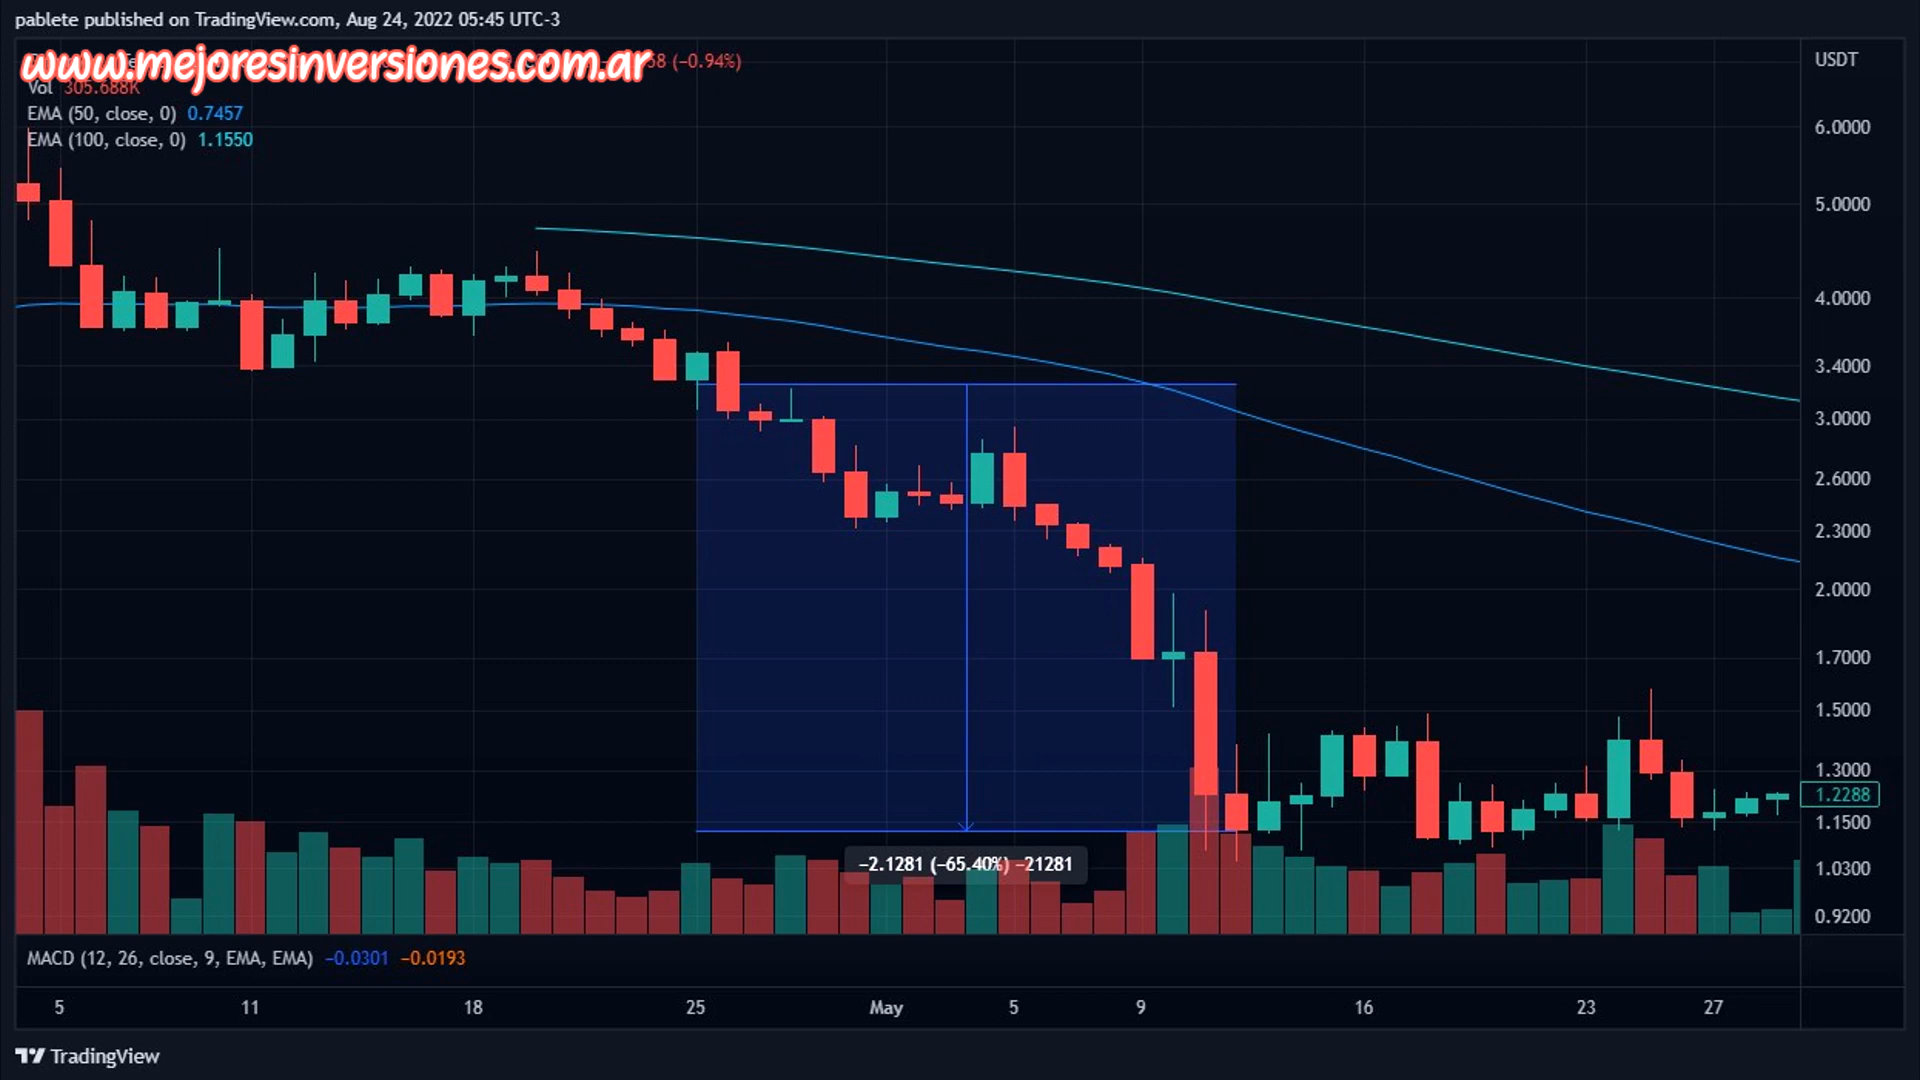 pablete published on TradingView.com, Aug 24, 2022 05:45 UTC-3
www.mejoresinversiones.com.ar
58 (−0.94%)
USDT
Vol 305.688K
EMA (50, close, 0) 0.7457
EMA (100, close, 0) 1.1550
6.0000
5.0000
4.0000
3.4000
3.0000
2.6000
2.3000
2.0000
1.7000
1.5000
1.3000
1.2288
1.1500
−2.1281 (−65.40%) −21281
1.0300
0.9200
MACD (12, 26, close, 9, EMA, EMA) −0.0301 −0.0193
5 11 18 25 May 5 9 16 23 27
TradingView